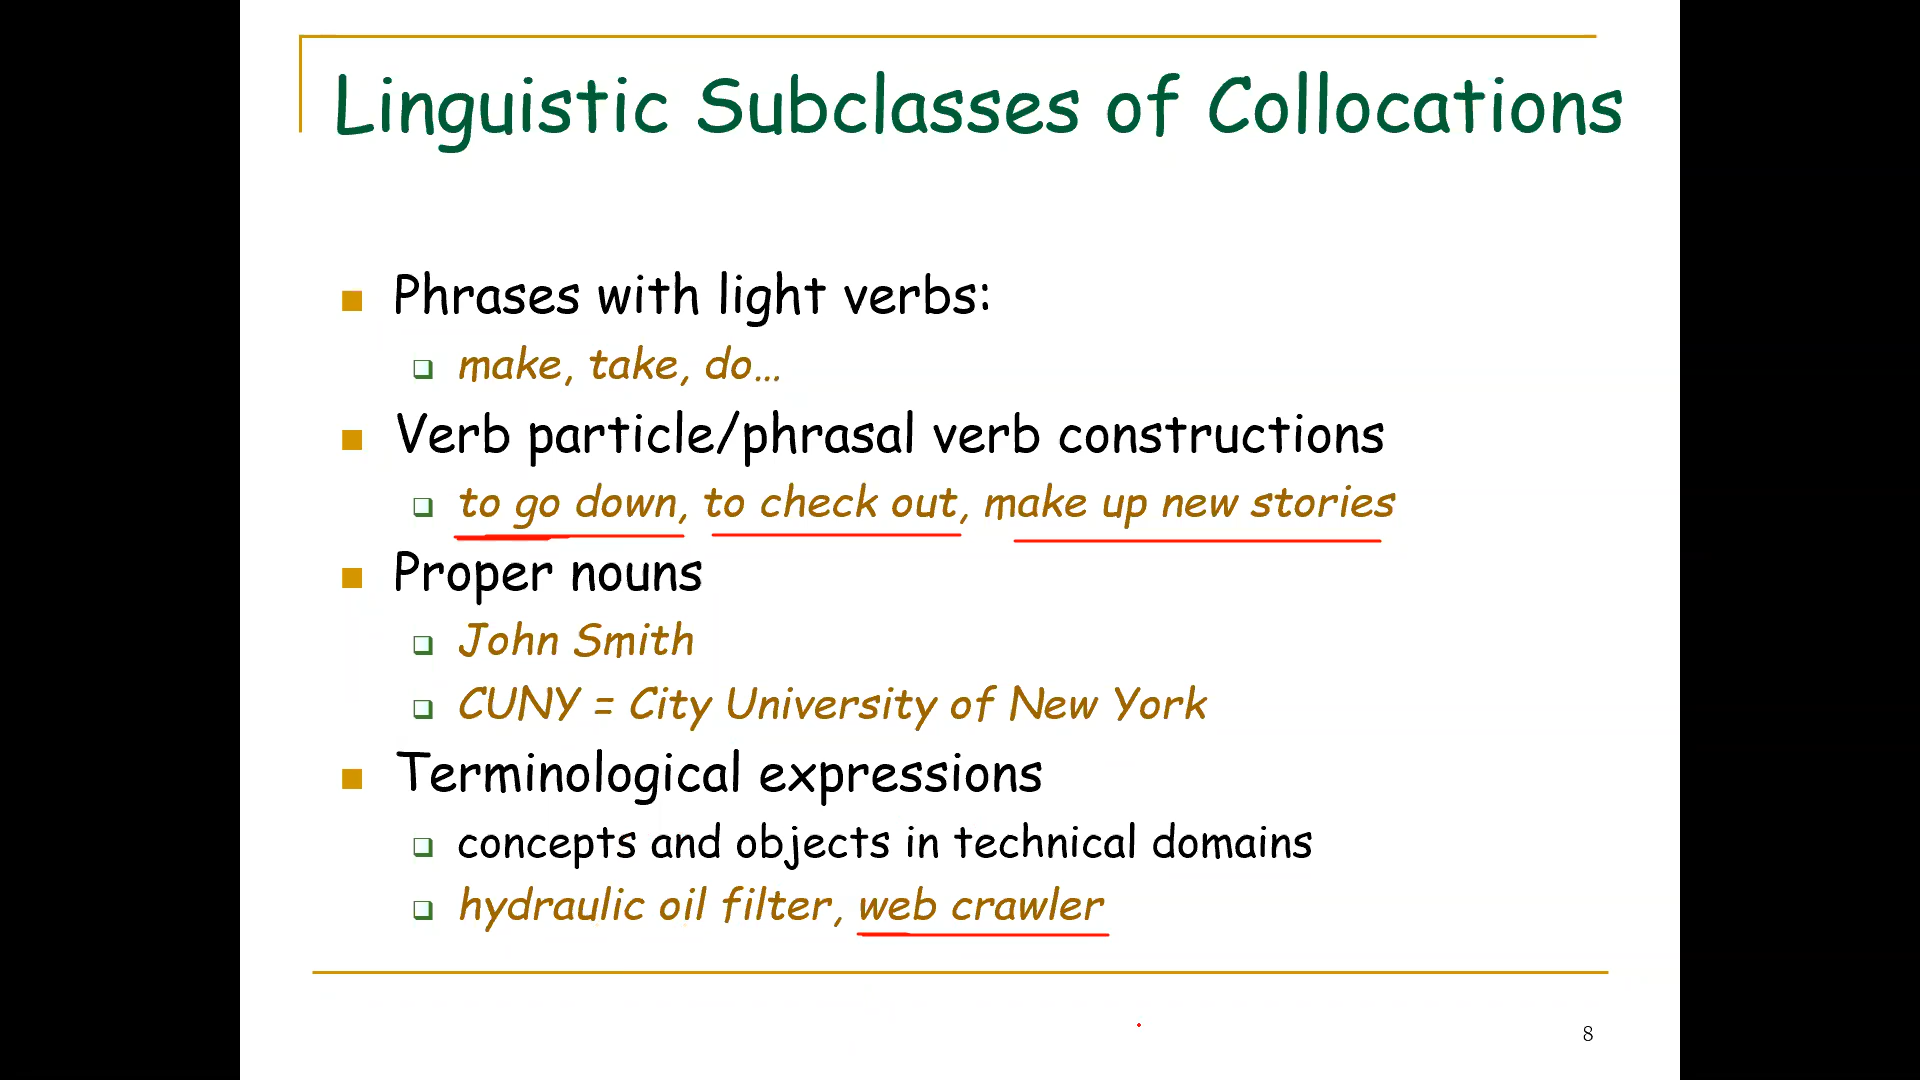 Linguistic Subclasses of Collocations
Phrases with light verbs:
make, take, do...
Verb particle/phrasal verb constructions
to go down, to check out, make up new stories
Proper nouns
John Smith
CUNY = City University of New York
Terminological expressions
concepts and objects in technical domains
hydraulic oil filter, web crawler
8